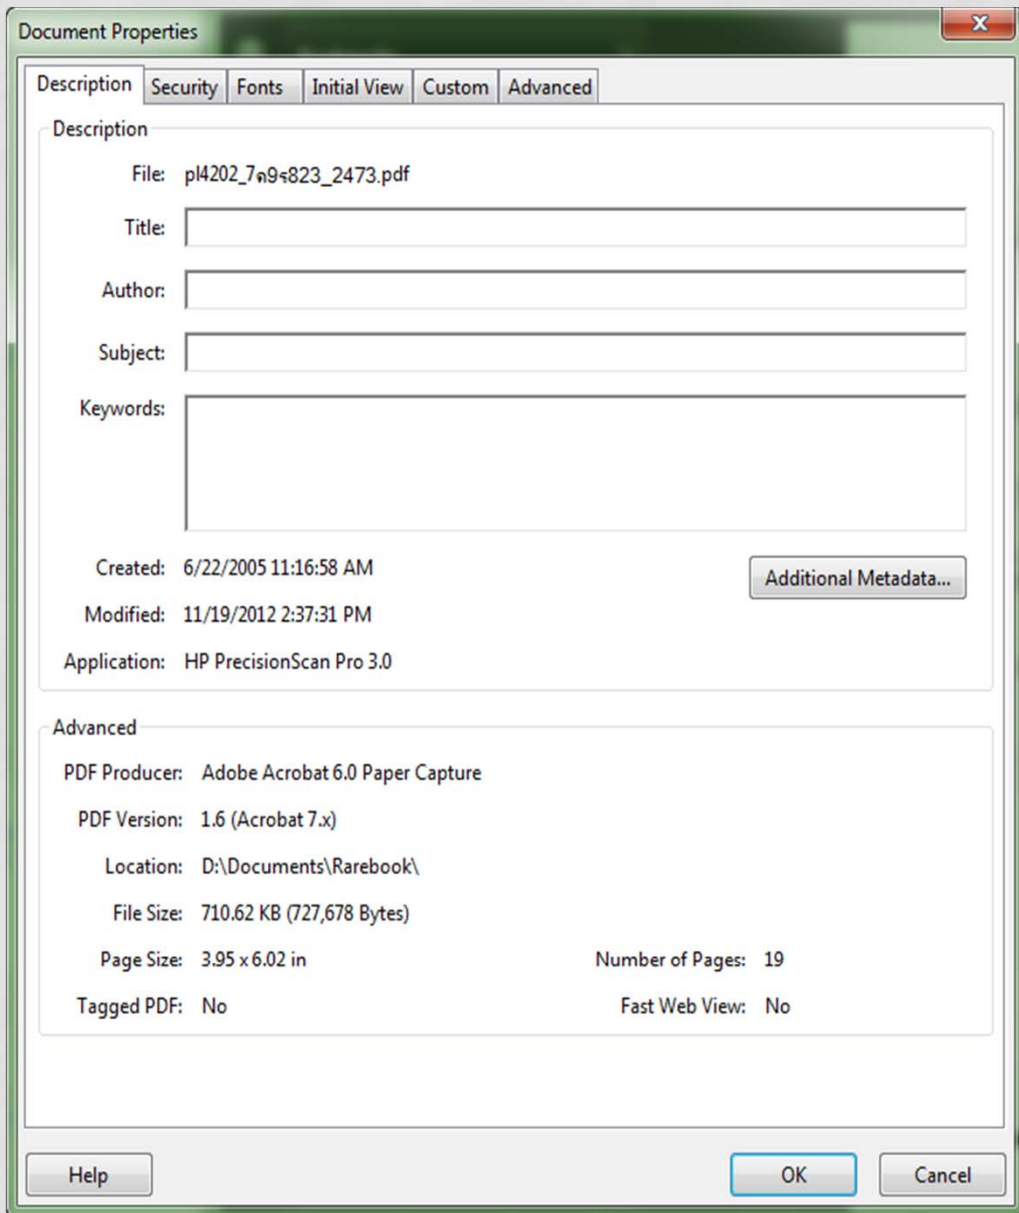 Document Properties
X
Description Security Fonts Initial View Custom Advanced
Description
File: pl4202_7ค9ร823_2473.pdf
Title:
Author:
Subject:
Keywords:
Created: 6/22/2005 11:16:58 AM
Additional Metadata...
Modified: 11/19/2012 2:37:31 PM
Application: HP PrecisionScan Pro 3.0
Advanced
PDF Producer: Adobe Acrobat 6.0 Paper Capture
PDF Version: 1.6 (Acrobat 7.x)
Location: D:\Documents\Rarebook\
File Size: 710.62 KB (727,678 Bytes)
Page Size: 3.95 x 6.02 in Number of Pages: 19
Tagged PDF: No Fast Web View: No
Help OK Cancel